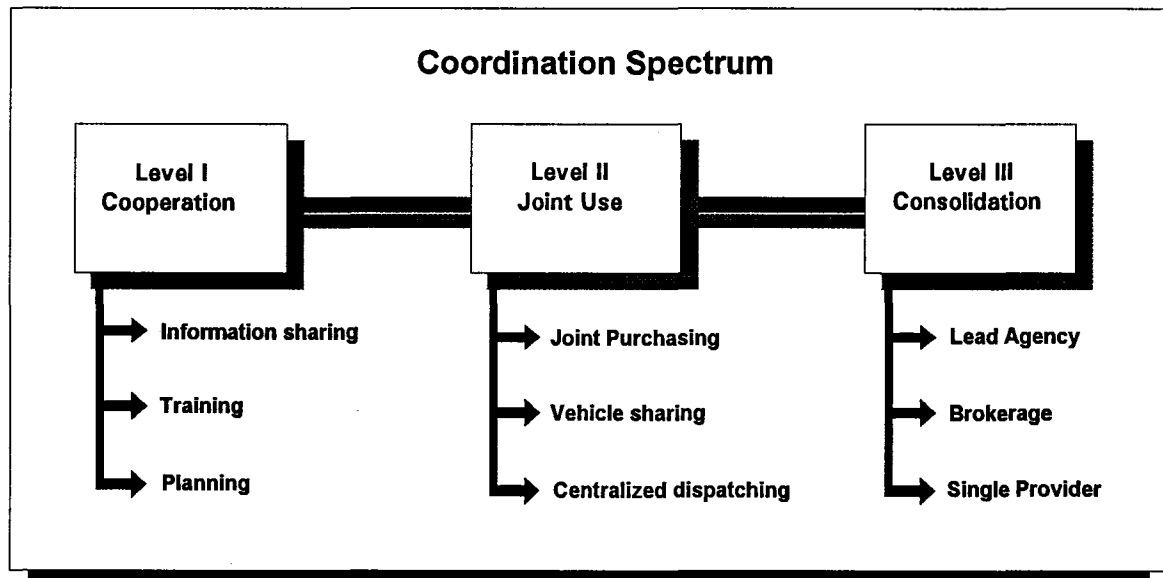 Coordination Spectrum
Level I
Cooperation
Information sharing
Training
Planning
Level II
Joint Use
Joint Purchasing
Vehicle sharing
Centralized dispatching
Level III
Consolidation
Lead Agency
Brokerage
Single Provider